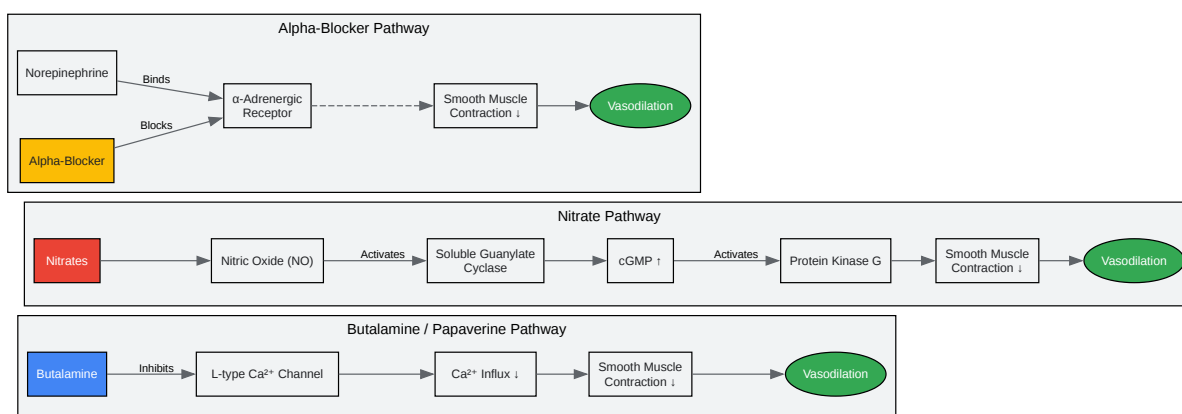 Alpha-Blocker Pathway
Norepinephrine
Binds
α-Adrenergic
Receptor
Smooth Muscle
Contraction ↓
Vasodilation
Blocks
Alpha-Blocker
Nitrate Pathway
Nitrates
Nitric Oxide (NO)
Activates
Soluble Guanylate
Cyclase
cGMP ↑
Activates
Protein Kinase G
Smooth Muscle
Contraction ↓
Vasodilation
Butalamine / Papaverine Pathway
Butalamine
Inhibits
L-type Ca²⁺ Channel
Ca²⁺ Influx ↓
Smooth Muscle
Contraction ↓
Vasodilation